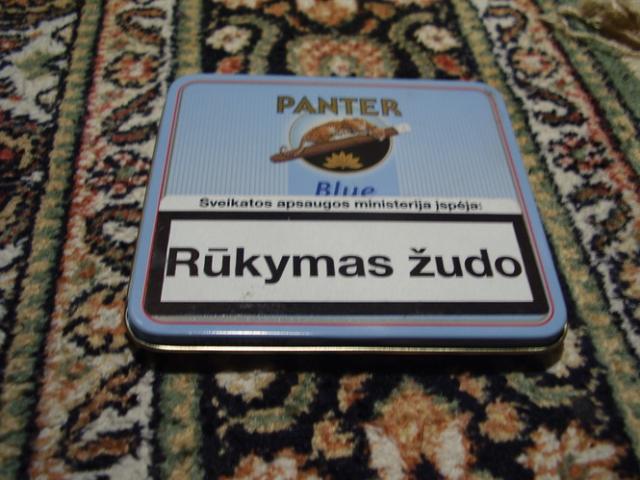 PANTER
Blue
Sveikatos apsaugos ministerija įspėja:
Rūkymas žudo